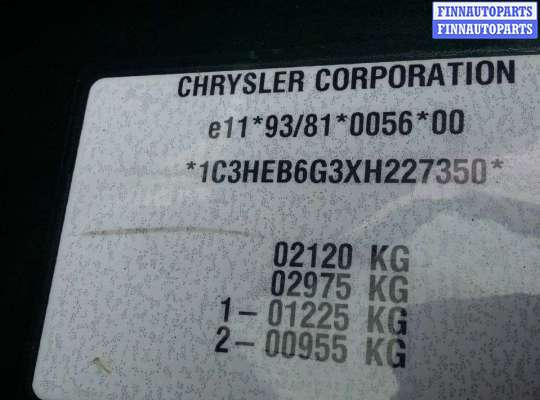 FINNAUTOPARTS
FINNAUTOPARTS
CHRYSLER CORPORATION
e11*93/81*0056*00
*1C3HEB6G3XH227350*
02120 KG
02975 KG
1- 01225 KG
2- 00955 KG